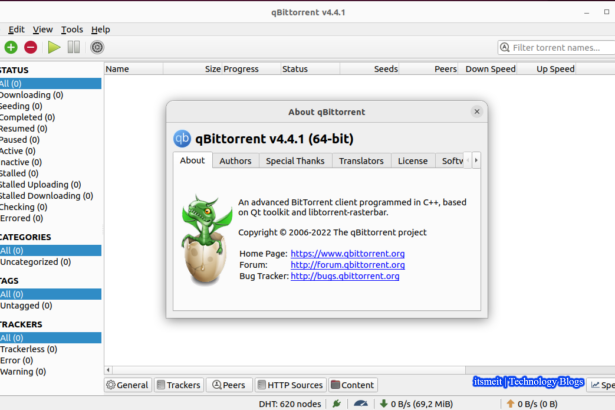 qBittorrent v4.4.1
Edit View Tools Help
Filter torrent names...
STATUS
All (0)
Downloading (0)
Seeding (0)
Completed (0)
Resumed (0)
Paused (0)
Active (0)
Inactive (0)
Stalled (0)
Stalled Uploading (0)
Stalled Downloading (0)
Checking (0)
Errored (0)
CATEGORIES
All (0)
Uncategorized (0)
TAGS
All (0)
Untagged (0)
TRACKERS
All (0)
Trackerless (0)
Error (0)
Warning (0)
Name Size Progress Status Seeds Peers Down Speed Up Speed
About qBittorrent
qb qBittorrent v4.4.1 (64-bit)
About Authors Special Thanks Translators License Softw
An advanced BitTorrent client programmed in C++, based
on Qt toolkit and libtorrent-rasterbar.
Copyright © 2006-2022 The qBittorrent project
Home Page: https://www.qbittorrent.org
Forum: http://forum.qbittorrent.org
Bug Tracker: http://bugs.qbittorrent.org
General Trackers Peers HTTP Sources Content Spe
itsmeit | Technology Blogs
DHT: 620 nodes 0 B/s (69,2 MiB) 0 B/s (0 B)